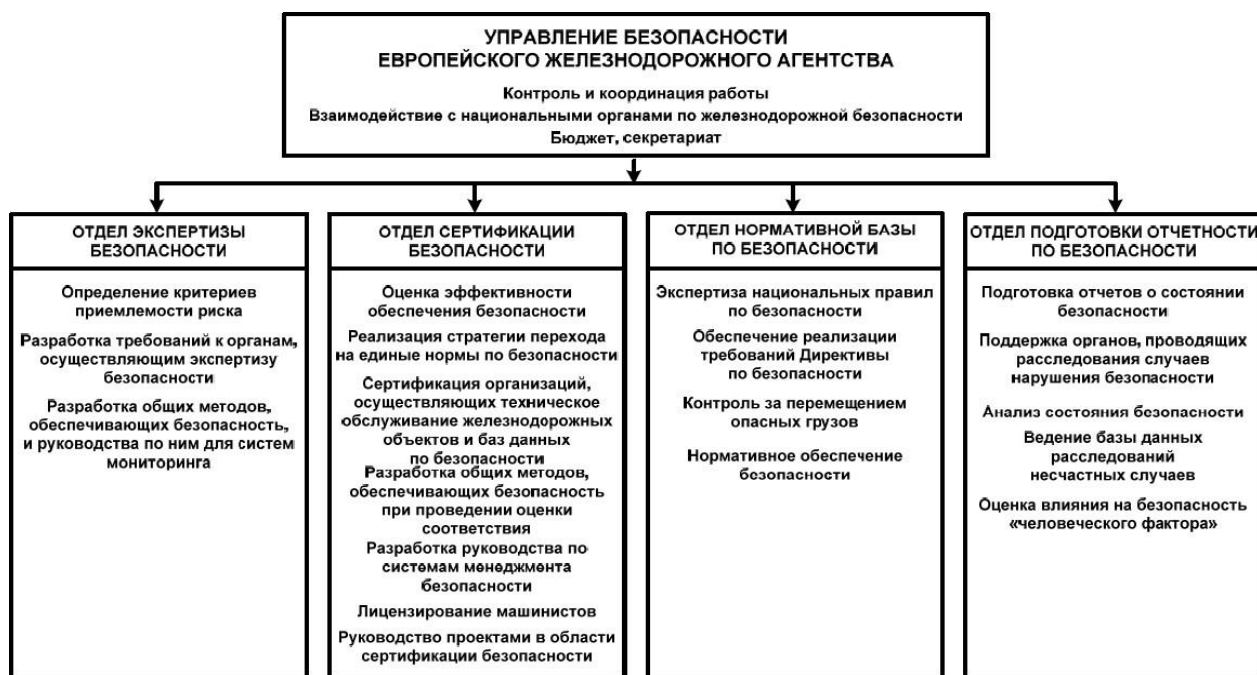 УПРАВЛЕНИЕ БЕЗОПАСНОСТИ
ЕВРОПЕЙСКОГО ЖЕЛЕЗНОДОРОЖНОГО АГЕНТСТВА
Контроль и координация работы
Взаимодействие с национальными органами по железнодорожной безопасности
Бюджет, секретариат
ОТДЕЛ ЭКСПЕРТИЗЫ
БЕЗОПАСНОСТИ
Определение критериев
приемлемости риска
Разработка требований к органам,
осуществляющим экспертизу
безопасности
Разработка общих методов,
обеспечивающих безопасность,
и руководства по ним для систем
мониторинга
ОТДЕЛ СЕРТИФИКАЦИИ
БЕЗОПАСНОСТИ
Оценка эффективности
обеспечения безопасности
Реализация стратегии перехода
на единые нормы по безопасности
Сертификация организаций,
осуществляющих техническое
обслуживание железнодорожных
объектов и баз данных
по безопасности
Разработка общих методов,
обеспечивающих безопасность
при проведении оценки
соответствия
Разработка руководства по
системам менеджмента
безопасности
Лицензирование машинистов
Руководство проектами в области
сертификации безопасности
ОТДЕЛ НОРМАТИВНОЙ БАЗЫ
ПО БЕЗОПАСНОСТИ
Экспертиза национальных правил
по безопасности
Обеспечение реализации
требований Директивы
по безопасности
Контроль за перемещением
опасных грузов
Нормативное обеспечение
безопасности
ОТДЕЛ ПОДГОТОВКИ ОТЧЕТНОСТИ
ПО БЕЗОПАСНОСТИ
Подготовка отчетов о состоянии
безопасности
Поддержка органов, проводящих
расследования случаев
нарушения безопасности
Анализ состояния безопасности
Ведение базы данных
расследований
несчастных случаев
Оценка влияния на безопасность
«человеческого фактора»